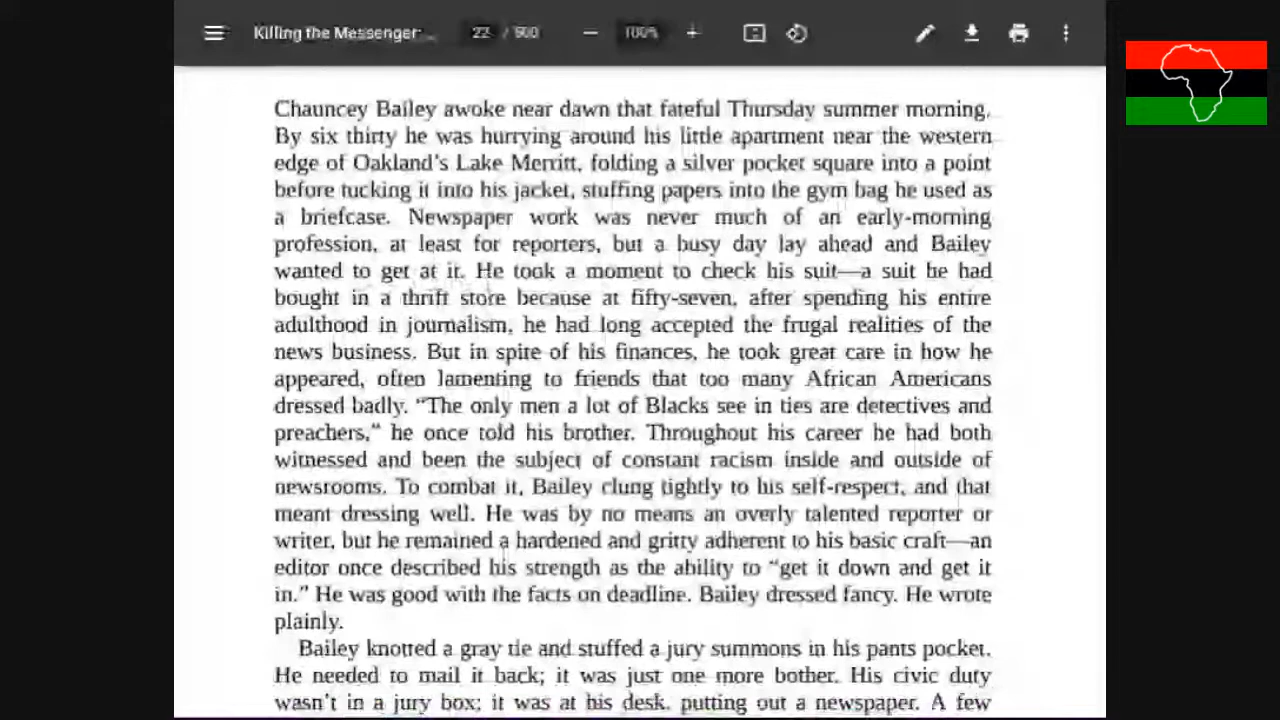 Killing the Messenger ...
22 / 500
100%
Chauncey Bailey awoke near dawn that fateful Thursday summer morning.
By six thirty he was hurrying around his little apartment near the western
edge of Oakland's Lake Merritt, folding a silver pocket square into a point
before tucking it into his jacket, stuffing papers into the gym bag he used as
a briefcase. Newspaper work was never much of an early-morning
profession, at least for reporters, but a busy day lay ahead and Bailey
wanted to get at it. He took a moment to check his suit—a suit he had
bought in a thrift store because at fifty-seven, after spending his entire
adulthood in journalism, he had long accepted the frugal realities of the
news business. But in spite of his finances, he took great care in how he
appeared, often lamenting to friends that too many African Americans
dressed badly. “The only men a lot of Blacks see in ties are detectives and
preachers,“ he once told his brother. Throughout his career he had both
witnessed and been the subject of constant racism inside and outside of
newsrooms. To combat it, Bailey clung tightly to his self-respect, and that
meant dressing well. He was by no means an overly talented reporter or
writer, but he remained a hardened and gritty adherent to his basic craft—an
editor once described his strength as the ability to “get it down and get it
in.” He was good with the facts on deadline. Bailey dressed fancy. He wrote
plainly.
Bailey knotted a gray tie and stuffed a jury summons in his pants pocket.
He needed to mail it back; it was just one more bother. His civic duty
wasn't in a jury box; it was at his desk, putting out a newspaper. A few